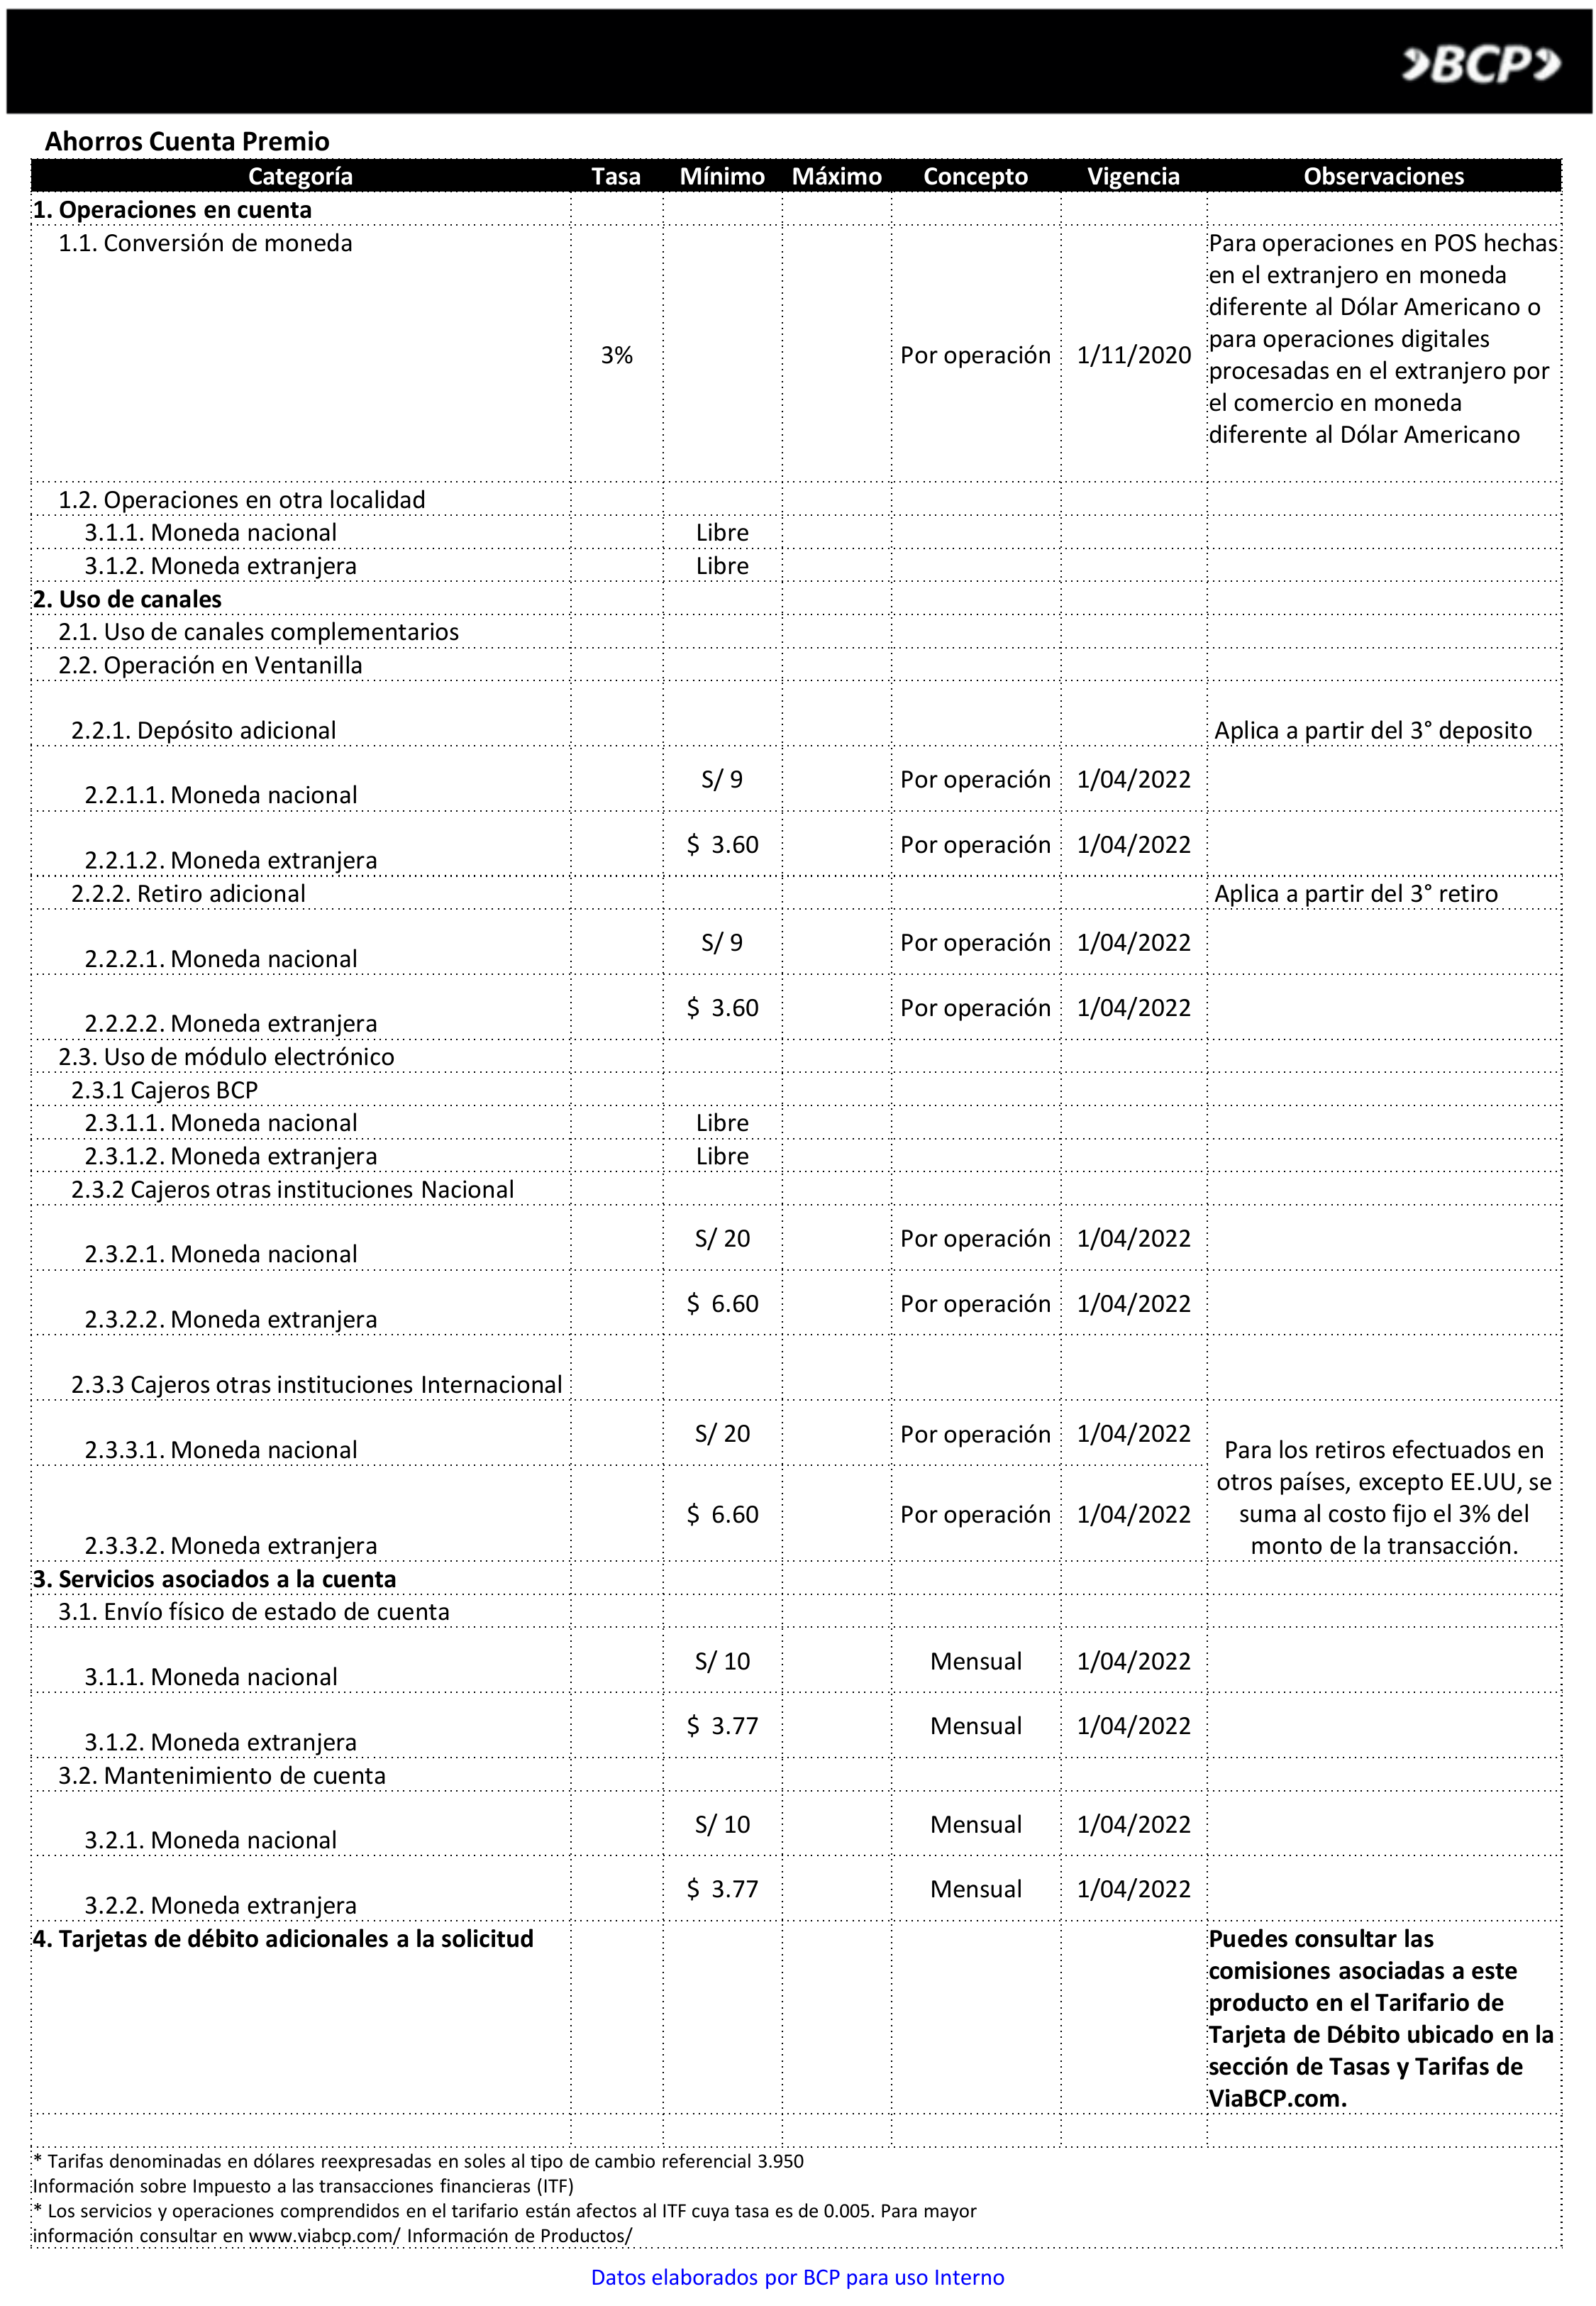 BCP
Ahorros Cuenta Premio
Categoría Tasa Mínimo Máximo Concepto Vigencia Observaciones
1. Operaciones en cuenta
1.1. Conversión de moneda 3% Por operación 1/11/2020
Para operaciones en POS hechas
en el extranjero en moneda
diferente al Dólar Americano o
para operaciones digitales
procesadas en el extranjero por
el comercio en moneda
diferente al Dólar Americano
1.2. Operaciones en otra localidad
3.1.1. Moneda nacional Libre
3.1.2. Moneda extranjera Libre
2. Uso de canales
2.1. Uso de canales complementarios
2.2. Operación en Ventanilla
2.2.1. Depósito adicional Aplica a partir del 3° deposito
2.2.1.1. Moneda nacional S/ 9 Por operación 1/04/2022
2.2.1.2. Moneda extranjera $ 3.60 Por operación 1/04/2022
2.2.2. Retiro adicional Aplica a partir del 3° retiro
2.2.2.1. Moneda nacional S/ 9 Por operación 1/04/2022
2.2.2.2. Moneda extranjera $ 3.60 Por operación 1/04/2022
2.3. Uso de módulo electrónico
2.3.1 Cajeros BCP
2.3.1.1. Moneda nacional Libre
2.3.1.2. Moneda extranjera Libre
2.3.2 Cajeros otras instituciones Nacional
2.3.2.1. Moneda nacional S/ 20 Por operación 1/04/2022
2.3.2.2. Moneda extranjera $ 6.60 Por operación 1/04/2022
2.3.3 Cajeros otras instituciones Internacional
2.3.3.1. Moneda nacional S/ 20 Por operación 1/04/2022
2.3.3.2. Moneda extranjera $ 6.60 Por operación 1/04/2022
Para los retiros efectuados en
otros países, excepto EE.UU, se
suma al costo fijo el 3% del
monto de la transacción.
3. Servicios asociados a la cuenta
3.1. Envío físico de estado de cuenta
3.1.1. Moneda nacional S/ 10 Mensual 1/04/2022
3.1.2. Moneda extranjera $ 3.77 Mensual 1/04/2022
3.2. Mantenimiento de cuenta
3.2.1. Moneda nacional S/ 10 Mensual 1/04/2022
3.2.2. Moneda extranjera $ 3.77 Mensual 1/04/2022
4. Tarjetas de débito adicionales a la solicitud
Puedes consultar las
comisiones asociadas a este
producto en el Tarifario de
Tarjeta de Débito ubicado en la
sección de Tasas y Tarifas de
ViaBCP.com.
* Tarifas denominadas en dólares reexpresadas en soles al tipo de cambio referencial 3.950
Información sobre Impuesto a las transacciones financieras (ITF)
* Los servicios y operaciones comprendidos en el tarifario están afectos al ITF cuya tasa es de 0.005. Para mayor
información consultar en www.viabcp.com/ Información de Productos/
Datos elaborados por BCP para uso Interno